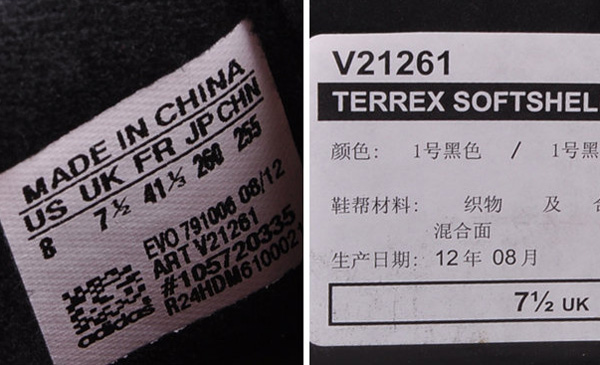 MADE IN CHINA
US UK FR JP CHN
8 7½ 41⅓ 260 255
EVO 791006 08/12
ART V21261
#105720335
R24HDM6100021
adidas
V21261
TERREX SOFTSHEL
颜色: 1号黑色 / 1号黑
鞋帮材料: 织物 及
混合面
生产日期: 12年 08月
7½ UK